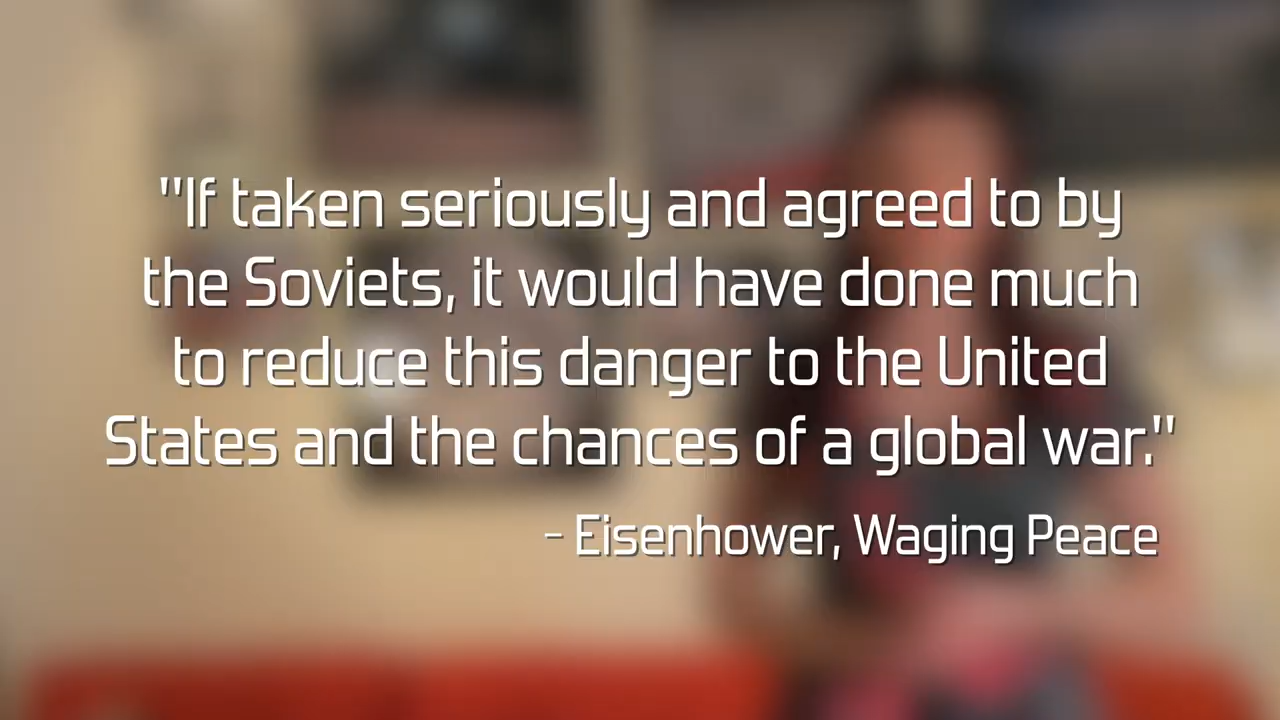 "If taken seriously and agreed to by
the Soviets, it would have done much
to reduce this danger to the United
States and the chances of a global war."
- Eisenhower, Waging Peace